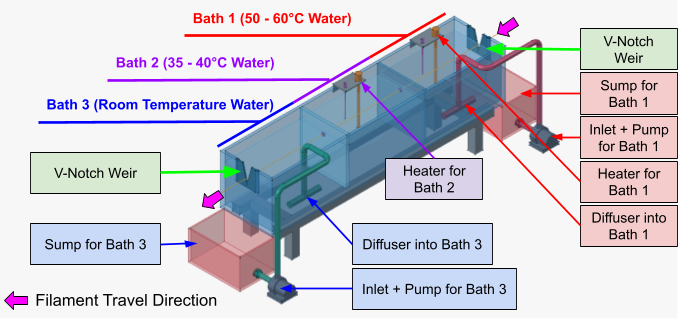 Bath 1 (50 - 60°C Water)
Bath 2 (35 - 40°C Water)
Bath 3 (Room Temperature Water)
V-Notch
Weir
Sump for
Bath 1
Inlet + Pump
for Bath 1
Heater for
Bath 1
Diffuser into
Bath 1
Heater for
Bath 2
V-Notch Weir
Sump for Bath 3
Diffuser into Bath 3
Inlet + Pump for Bath 3
Filament Travel Direction